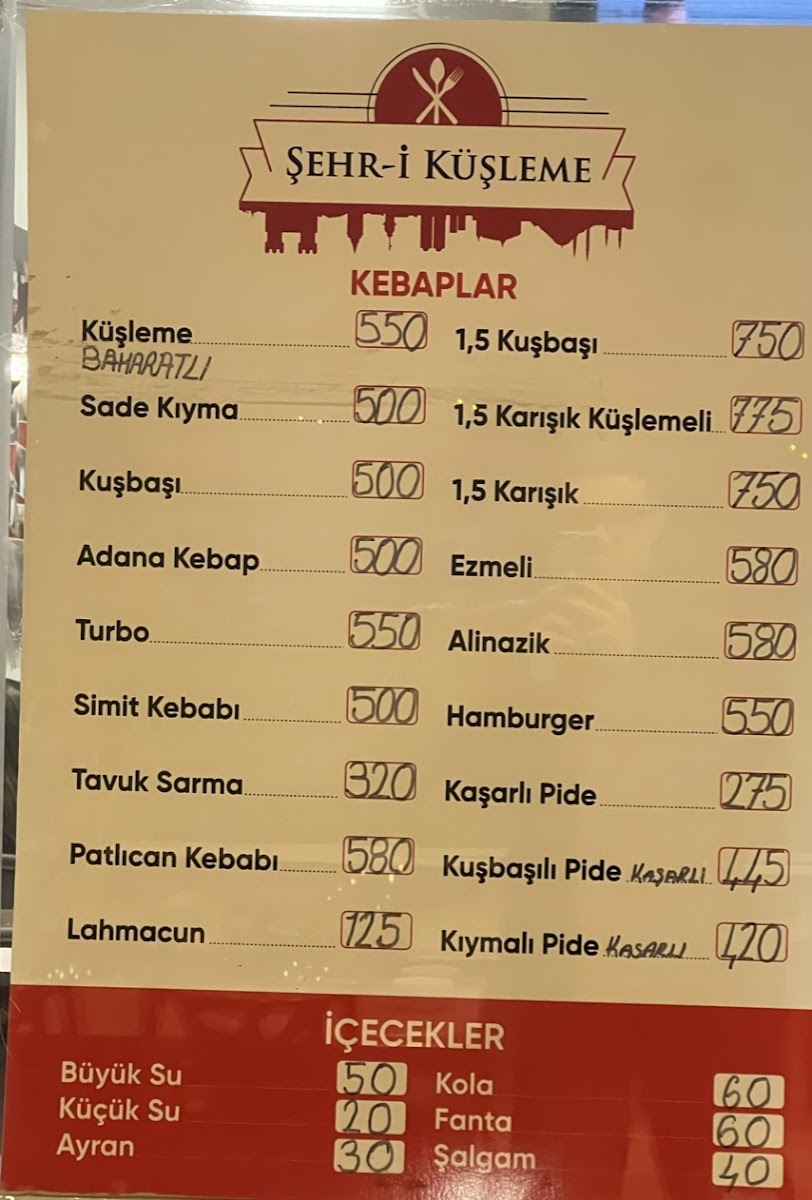 ŞEHR-İ KÜŞLEME
KEBAPLAR
Küşleme 550
BAHARATLI
Sade Kıyma 500
Kuşbaşı 500
Adana Kebap 500
Turbo 550
Simit Kebabı 500
Tavuk Sarma 320
Patlıcan Kebabı 580
Lahmacun 125
1,5 Kuşbaşı 750
1,5 Karışık Küşlemeli 775
1,5 Karışık 750
Ezmeli 580
Alinazik 580
Hamburger 550
Kaşarlı Pide 275
Kuşbaşılı Pide KAŞARLI 445
Kıymalı Pide KASARLI 420
İÇECEKLER
Büyük Su 50
Küçük Su 20
Ayran 30
Kola 60
Fanta 60
Şalgam 40